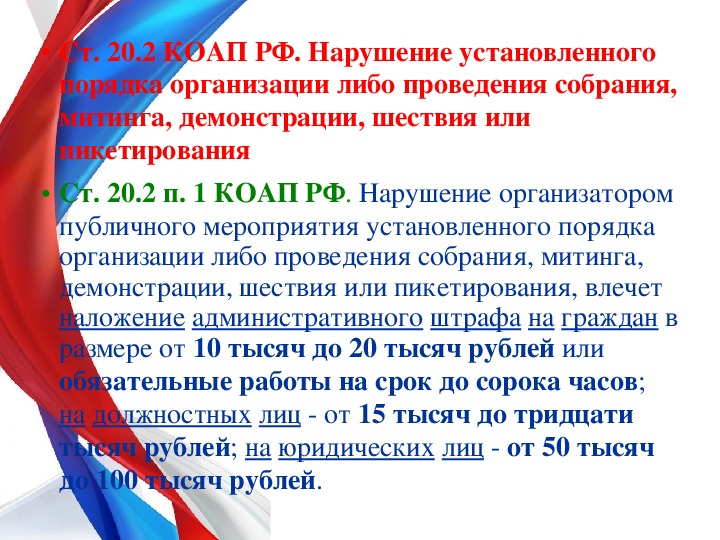 • Ст. 20.2 КОАП РФ. Нарушение установленного
порядка организации либо проведения собрания,
митинга, демонстрации, шествия или
пикетирования
• Ст. 20.2 п. 1 КОАП РФ. Нарушение организатором
публичного мероприятия установленного порядка
организации либо проведения собрания, митинга,
демонстрации, шествия или пикетирования, влечет
наложение административного штрафа на граждан в
размере от 10 тысяч до 20 тысяч рублей или
обязательные работы на срок до сорока часов;
на должностных лиц - от 15 тысяч до тридцати
тысяч рублей; на юридических лиц - от 50 тысяч
до 100 тысяч рублей.